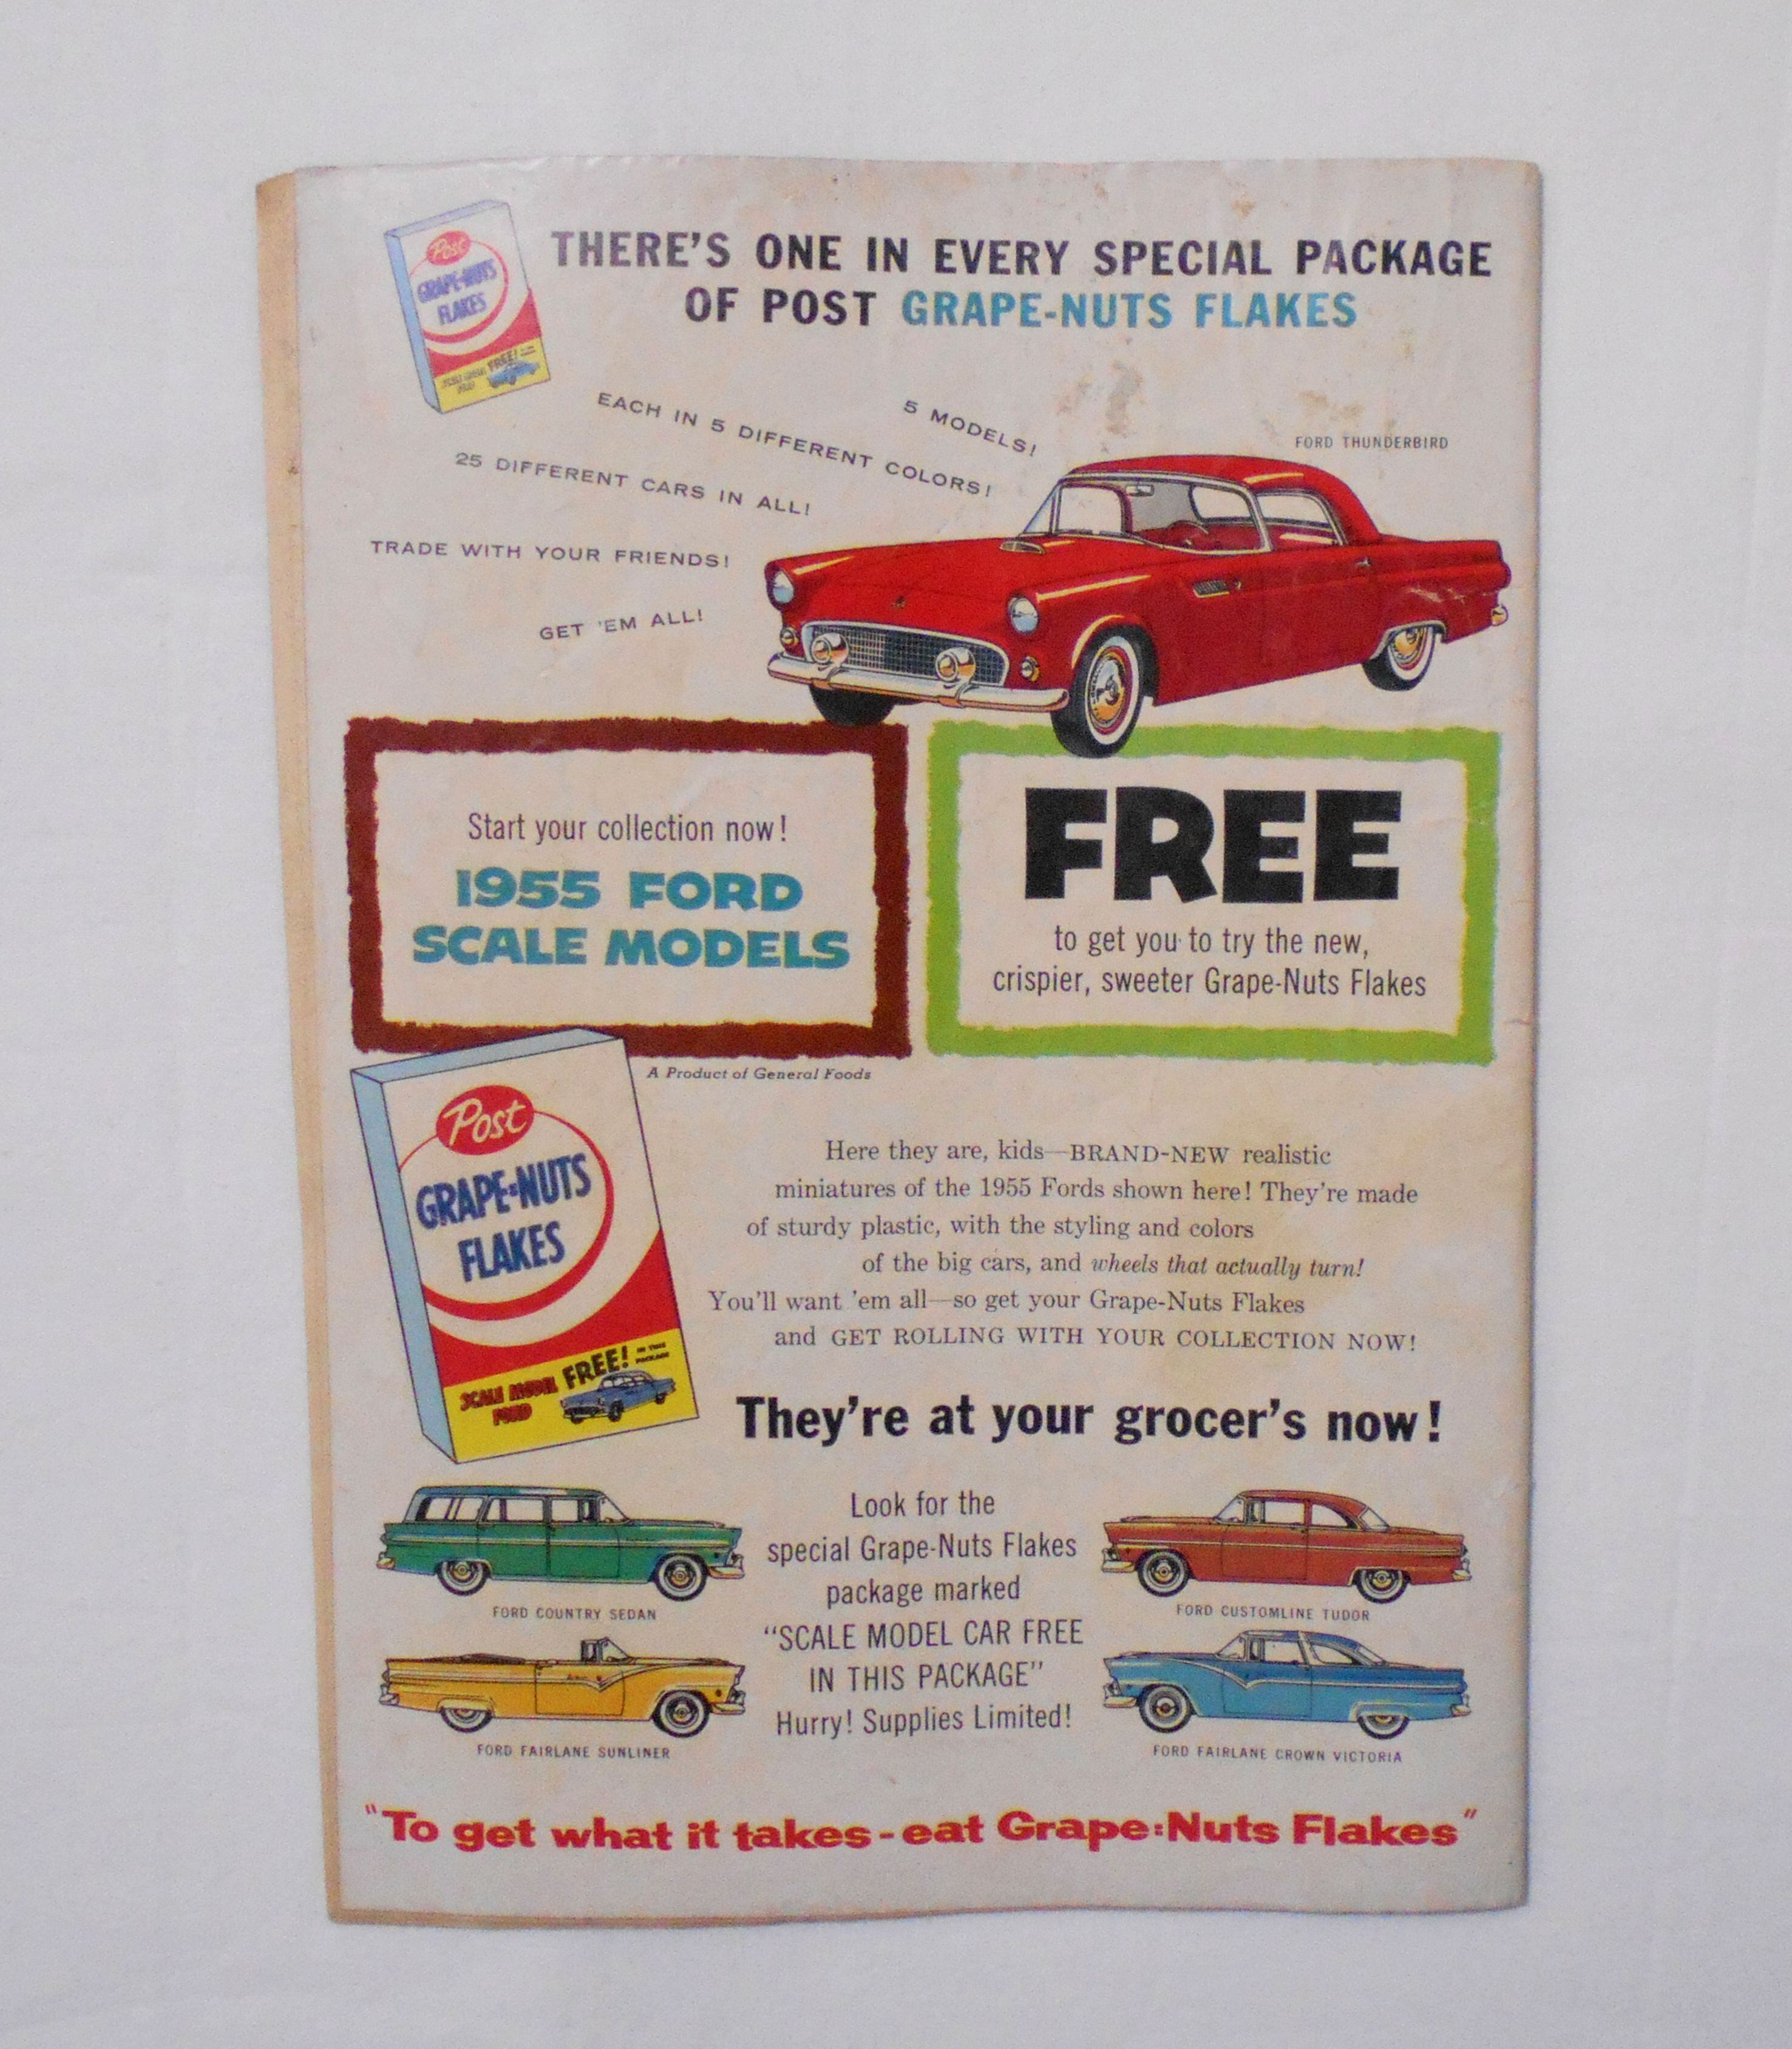 Post
GRAPE-NUTS
FLAKES
FREE!
THERE'S ONE IN EVERY SPECIAL PACKAGE
OF POST GRAPE-NUTS FLAKES
5 MODELS!
EACH IN 5 DIFFERENT COLORS!
25 DIFFERENT CARS IN ALL!
TRADE WITH YOUR FRIENDS!
GET 'EM ALL!
FORD THUNDERBIRD
Start your collection now!
1955 FORD
SCALE MODELS
FREE
to get you to try the new,
crispier, sweeter Grape-Nuts Flakes
A Product of General Foods
Post
GRAPE=NUTS
FLAKES
SCALE MODEL FREE! IN THIS
FORD PACKAGE
Here they are, kids—BRAND-NEW realistic
miniatures of the 1955 Fords shown here! They're made
of sturdy plastic, with the styling and colors
of the big cars, and wheels that actually turn!
You'll want 'em all—so get your Grape-Nuts Flakes
and GET ROLLING WITH YOUR COLLECTION NOW!
They're at your grocer's now!
FORD COUNTRY SEDAN
FORD FAIRLANE SUNLINER
Look for the
special Grape-Nuts Flakes
package marked
"SCALE MODEL CAR FREE
IN THIS PACKAGE"
Hurry! Supplies Limited!
FORD CUSTOMLINE TUDOR
FORD FAIRLANE CROWN VICTORIA
"To get what it takes - eat Grape=Nuts Flakes"